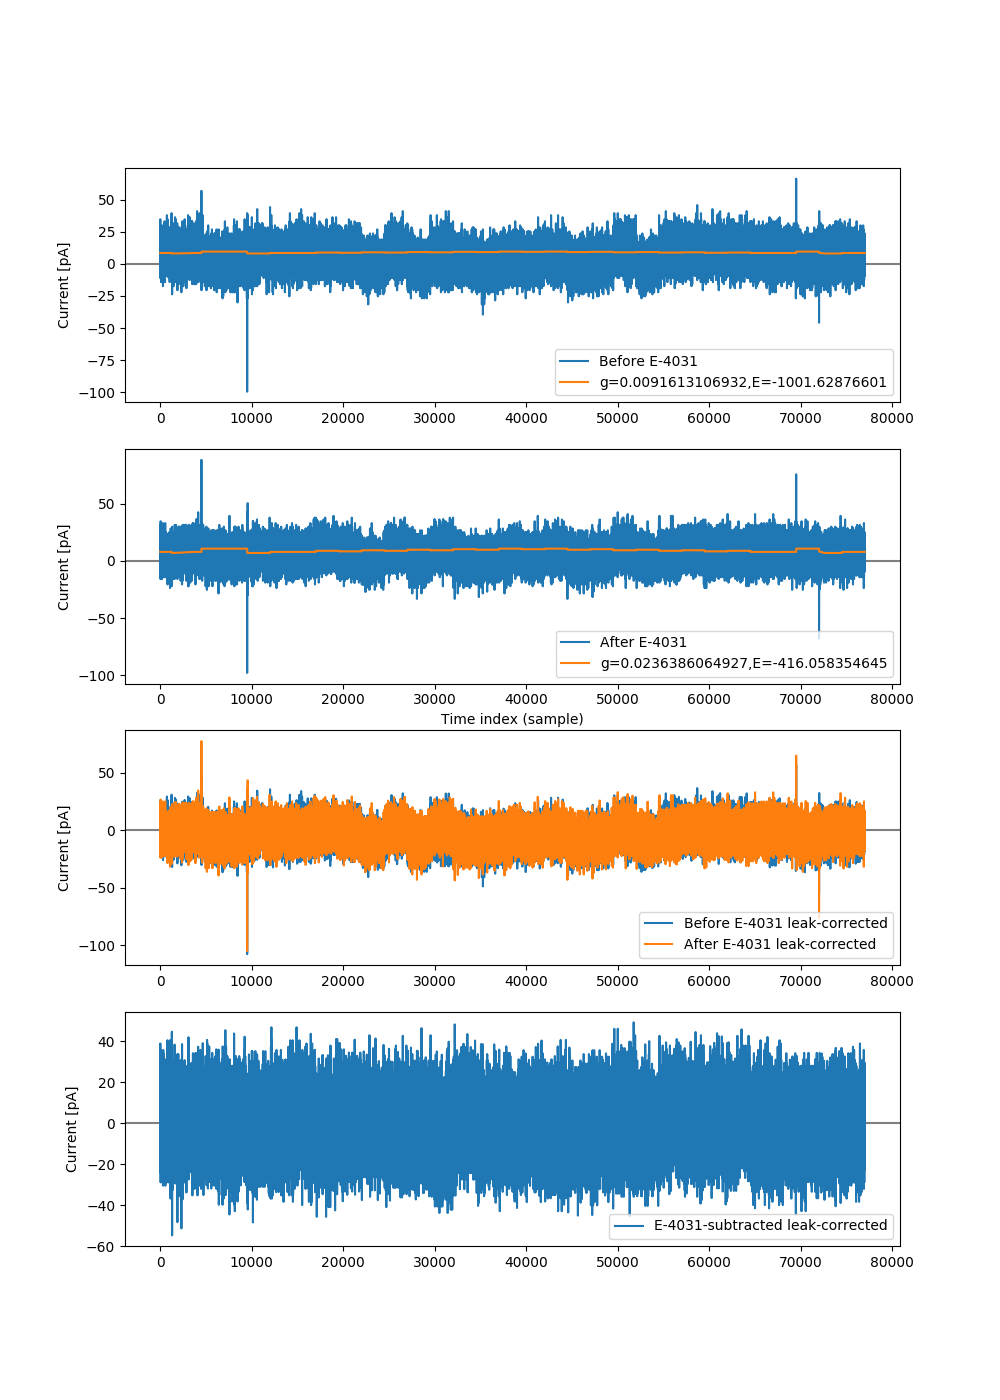 50
25
0
−25
−50
−75
−100
Current [pA]
Before E-4031
g=0.0091613106932,E=-1001.62876601
0 10000 20000 30000 40000 50000 60000 70000 80000
50
0
−50
−100
Current [pA]
After E-4031
g=0.0236386064927,E=-416.058354645
0 10000 20000 30000 40000 50000 60000 70000 80000
Time index (sample)
50
0
−50
−100
Current [pA]
Before E-4031 leak-corrected
After E-4031 leak-corrected
0 10000 20000 30000 40000 50000 60000 70000 80000
40
20
0
−20
−40
−60
Current [pA]
E-4031-subtracted leak-corrected
0 10000 20000 30000 40000 50000 60000 70000 80000